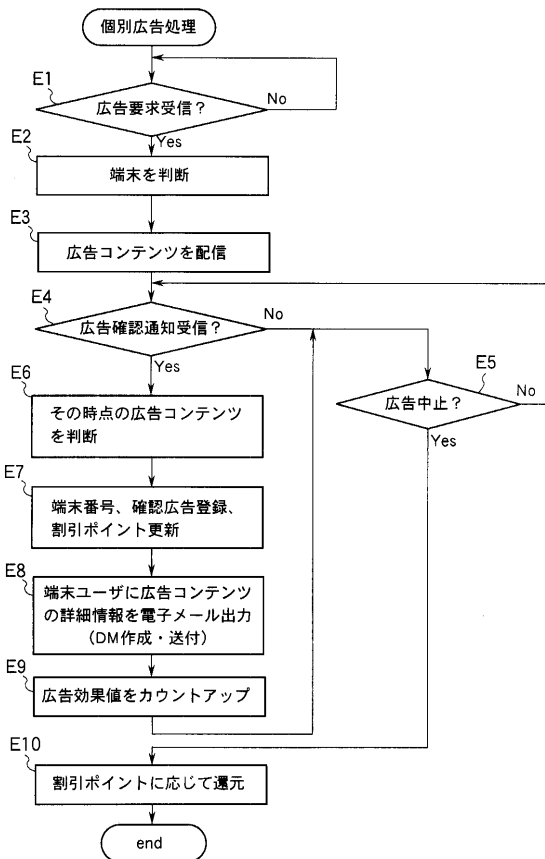 個別広告処理
E1
広告要求受信？
No
Yes
E2
端末を判断
E3
広告コンテンツを配信
E4
広告確認通知受信？
No
Yes
E5
広告中止？
No
Yes
E6
その時点の広告コンテンツ
を判断
E7
端末番号、確認広告登録、
割引ポイント更新
E8
端末ユーザに広告コンテンツ
の詳細情報を電子メール出力
（DM作成・送付）
E9
広告効果値をカウントアップ
E10
割引ポイントに応じて還元
end